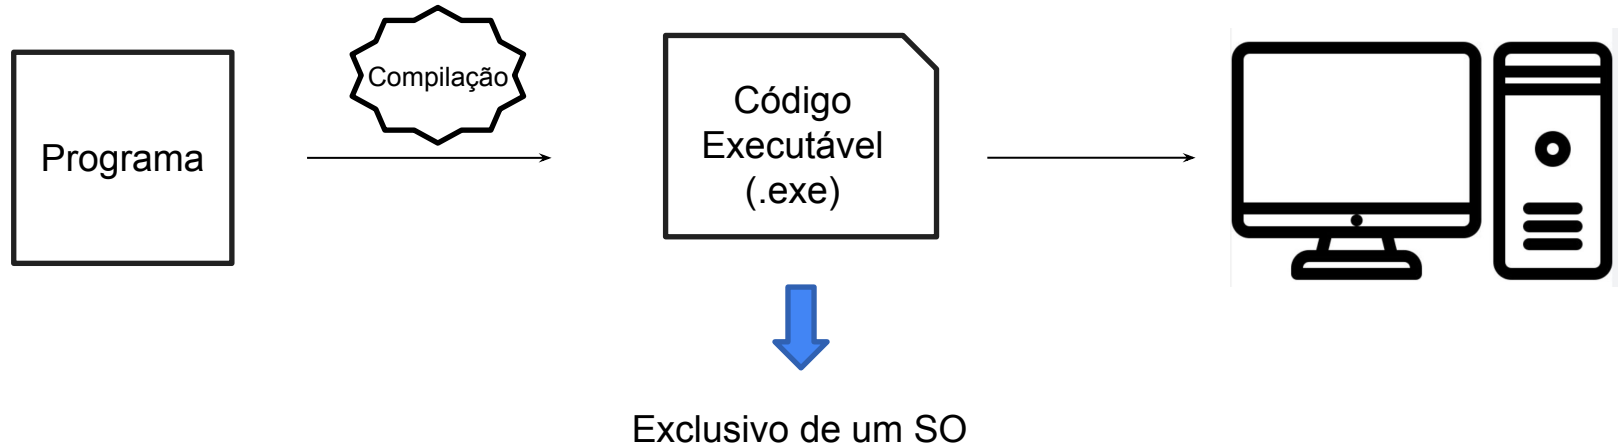 Programa
Compilação
Código
Executável
(.exe)
Exclusivo de um SO